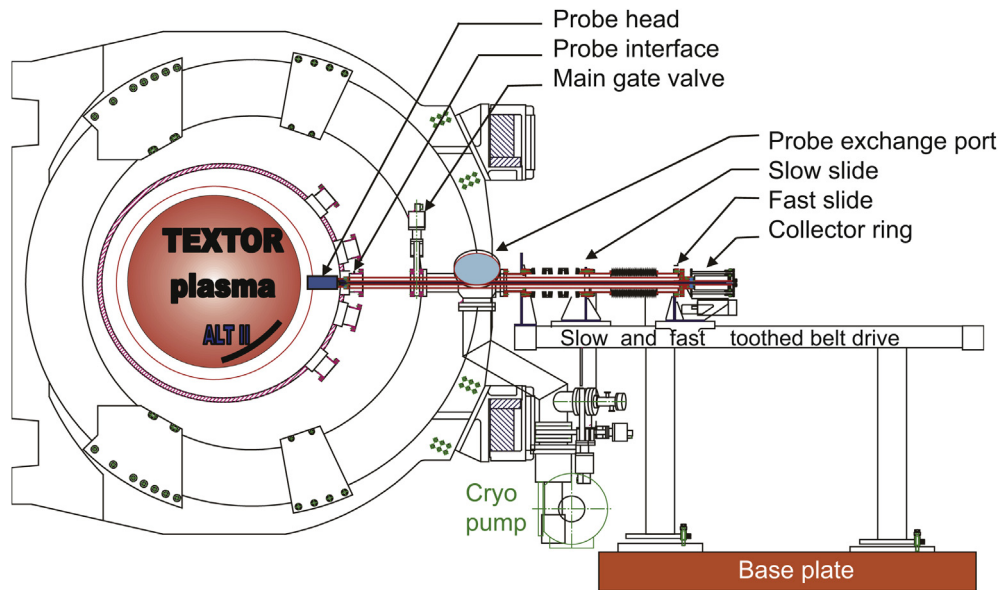 Probe head
Probe interface
Main gate valve
Probe exchange port
Slow slide
Fast slide
Collector ring
TEXTOR
plasma
ALT II
Slow and fast toothed belt drive
Cryo
pump
Base plate